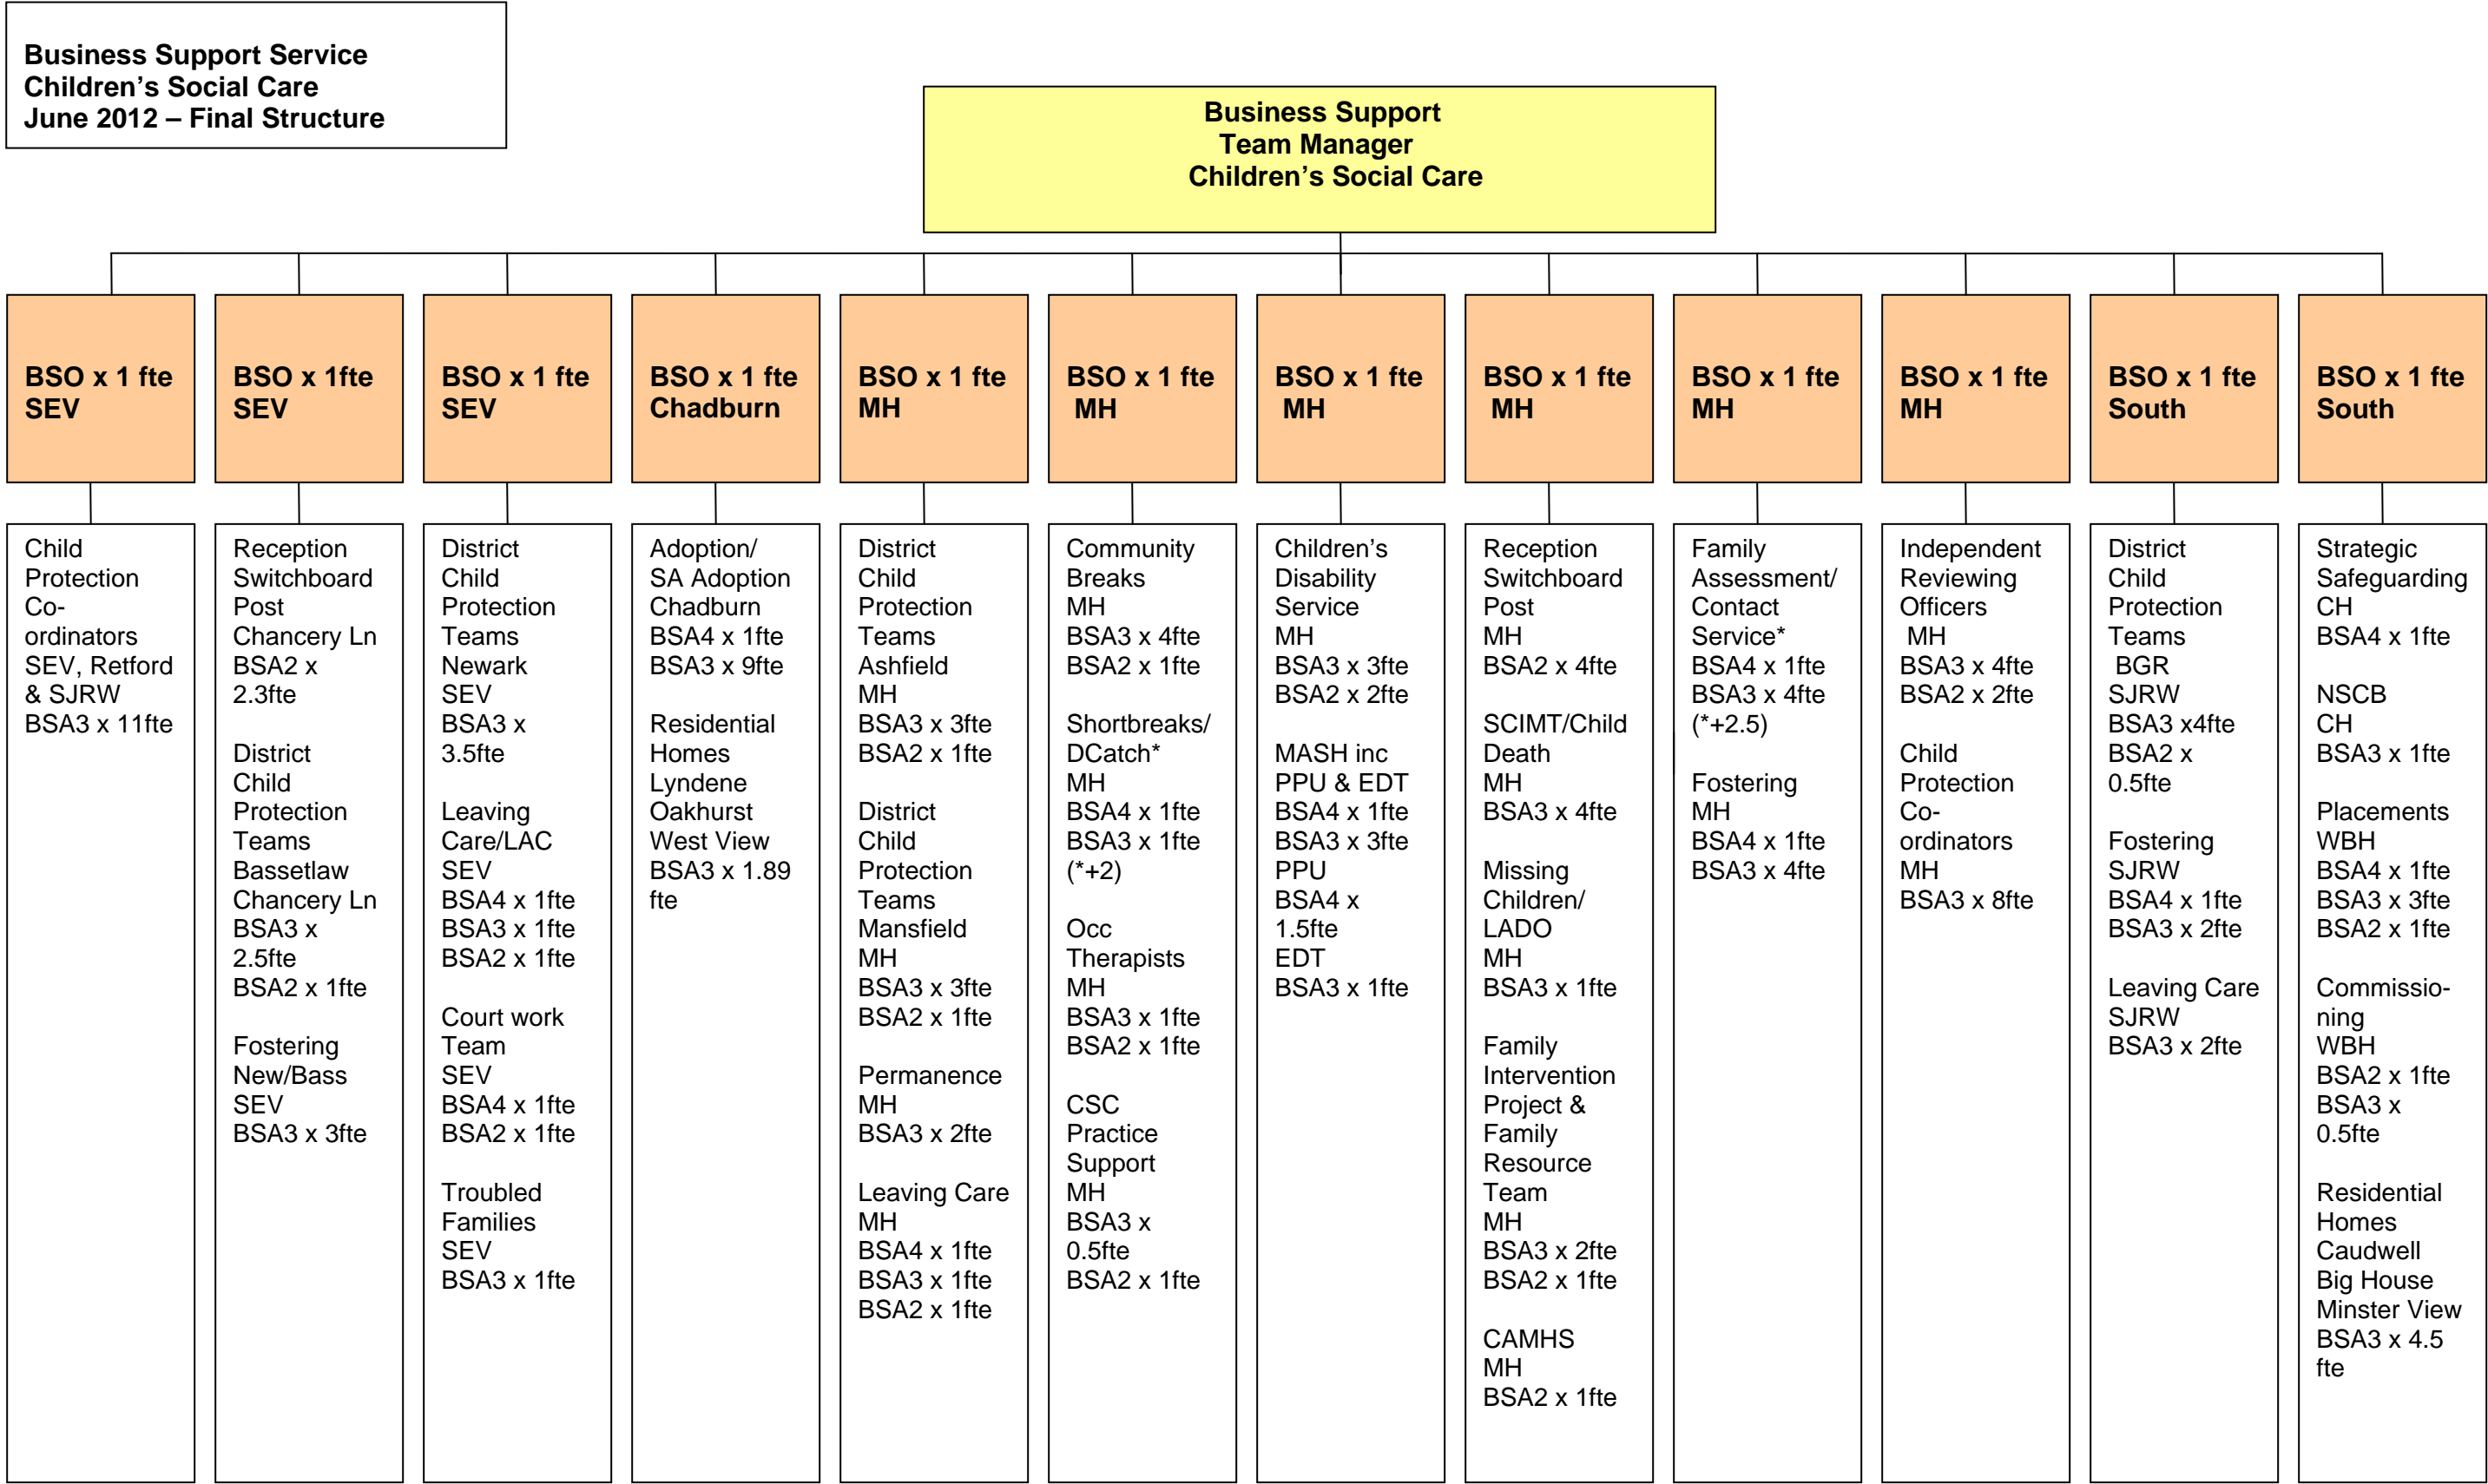 Business Support Service
Children’s Social Care
June 2012 – Final Structure
Business Support
Team Manager
Children’s Social Care
BSO x 1 fte
SEV
BSO x 1fte
SEV
BSO x 1 fte
SEV
BSO x 1 fte
Chadburn
BSO x 1 fte
MH
BSO x 1 fte
MH
BSO x 1 fte
MH
BSO x 1 fte
MH
BSO x 1 fte
MH
BSO x 1 fte
MH
BSO x 1 fte
South
BSO x 1 fte
South
Child
Protection
Co-
ordinators
SEV, Retford
& SJRW
BSA3 x 11fte
Reception
Switchboard
Post
Chancery Ln
BSA2 x
2.3fte
District
Child
Protection
Teams
Bassetlaw
Chancery Ln
BSA3 x
2.5fte
BSA2 x 1fte
Fostering
New/Bass
SEV
BSA3 x 3fte
District
Child
Protection
Teams
Newark
SEV
BSA3 x
3.5fte
Leaving
Care/LAC
SEV
BSA4 x 1fte
BSA3 x 1fte
BSA2 x 1fte
Court work
Team
SEV
BSA4 x 1fte
BSA2 x 1fte
Troubled
Families
SEV
BSA3 x 1fte
Adoption/
SA Adoption
Chadburn
BSA4 x 1fte
BSA3 x 9fte
Residential
Homes
Lyndene
Oakhurst
West View
BSA3 x 1.89
fte
District
Child
Protection
Teams
Ashfield
MH
BSA3 x 3fte
BSA2 x 1fte
District
Child
Protection
Teams
Mansfield
MH
BSA3 x 3fte
BSA2 x 1fte
Permanence
MH
BSA3 x 2fte
Leaving Care
MH
BSA4 x 1fte
BSA3 x 1fte
BSA2 x 1fte
Community
Breaks
MH
BSA3 x 4fte
BSA2 x 1fte
Shortbreaks/
DCatch*
MH
BSA4 x 1fte
BSA3 x 1fte
(*+2)
Occ
Therapists
MH
BSA3 x 1fte
BSA2 x 1fte
CSC
Practice
Support
MH
BSA3 x
0.5fte
BSA2 x 1fte
Children’s
Disability
Service
MH
BSA3 x 3fte
BSA2 x 2fte
MASH inc
PPU & EDT
BSA4 x 1fte
BSA3 x 3fte
PPU
BSA4 x
1.5fte
EDT
BSA3 x 1fte
Reception
Switchboard
Post
MH
BSA2 x 4fte
SCIMT/Child
Death
MH
BSA3 x 4fte
Missing
Children/
LADO
MH
BSA3 x 1fte
Family
Intervention
Project &
Family
Resource
Team
MH
BSA3 x 2fte
BSA2 x 1fte
CAMHS
MH
BSA2 x 1fte
Family
Assessment/
Contact
Service*
BSA4 x 1fte
BSA3 x 4fte
(*+2.5)
Fostering
MH
BSA4 x 1fte
BSA3 x 4fte
Independent
Reviewing
Officers
MH
BSA3 x 4fte
BSA2 x 2fte
Child
Protection
Co-
ordinators
MH
BSA3 x 8fte
District
Child
Protection
Teams
BGR
SJRW
BSA3 x4fte
BSA2 x
0.5fte
Fostering
SJRW
BSA4 x 1fte
BSA3 x 2fte
Leaving Care
SJRW
BSA3 x 2fte
Strategic
Safeguarding
CH
BSA4 x 1fte
NSCB
CH
BSA3 x 1fte
Placements
WBH
BSA4 x 1fte
BSA3 x 3fte
BSA2 x 1fte
Commissio-
ning
WBH
BSA2 x 1fte
BSA3 x
0.5fte
Residential
Homes
Caudwell
Big House
Minster View
BSA3 x 4.5
fte